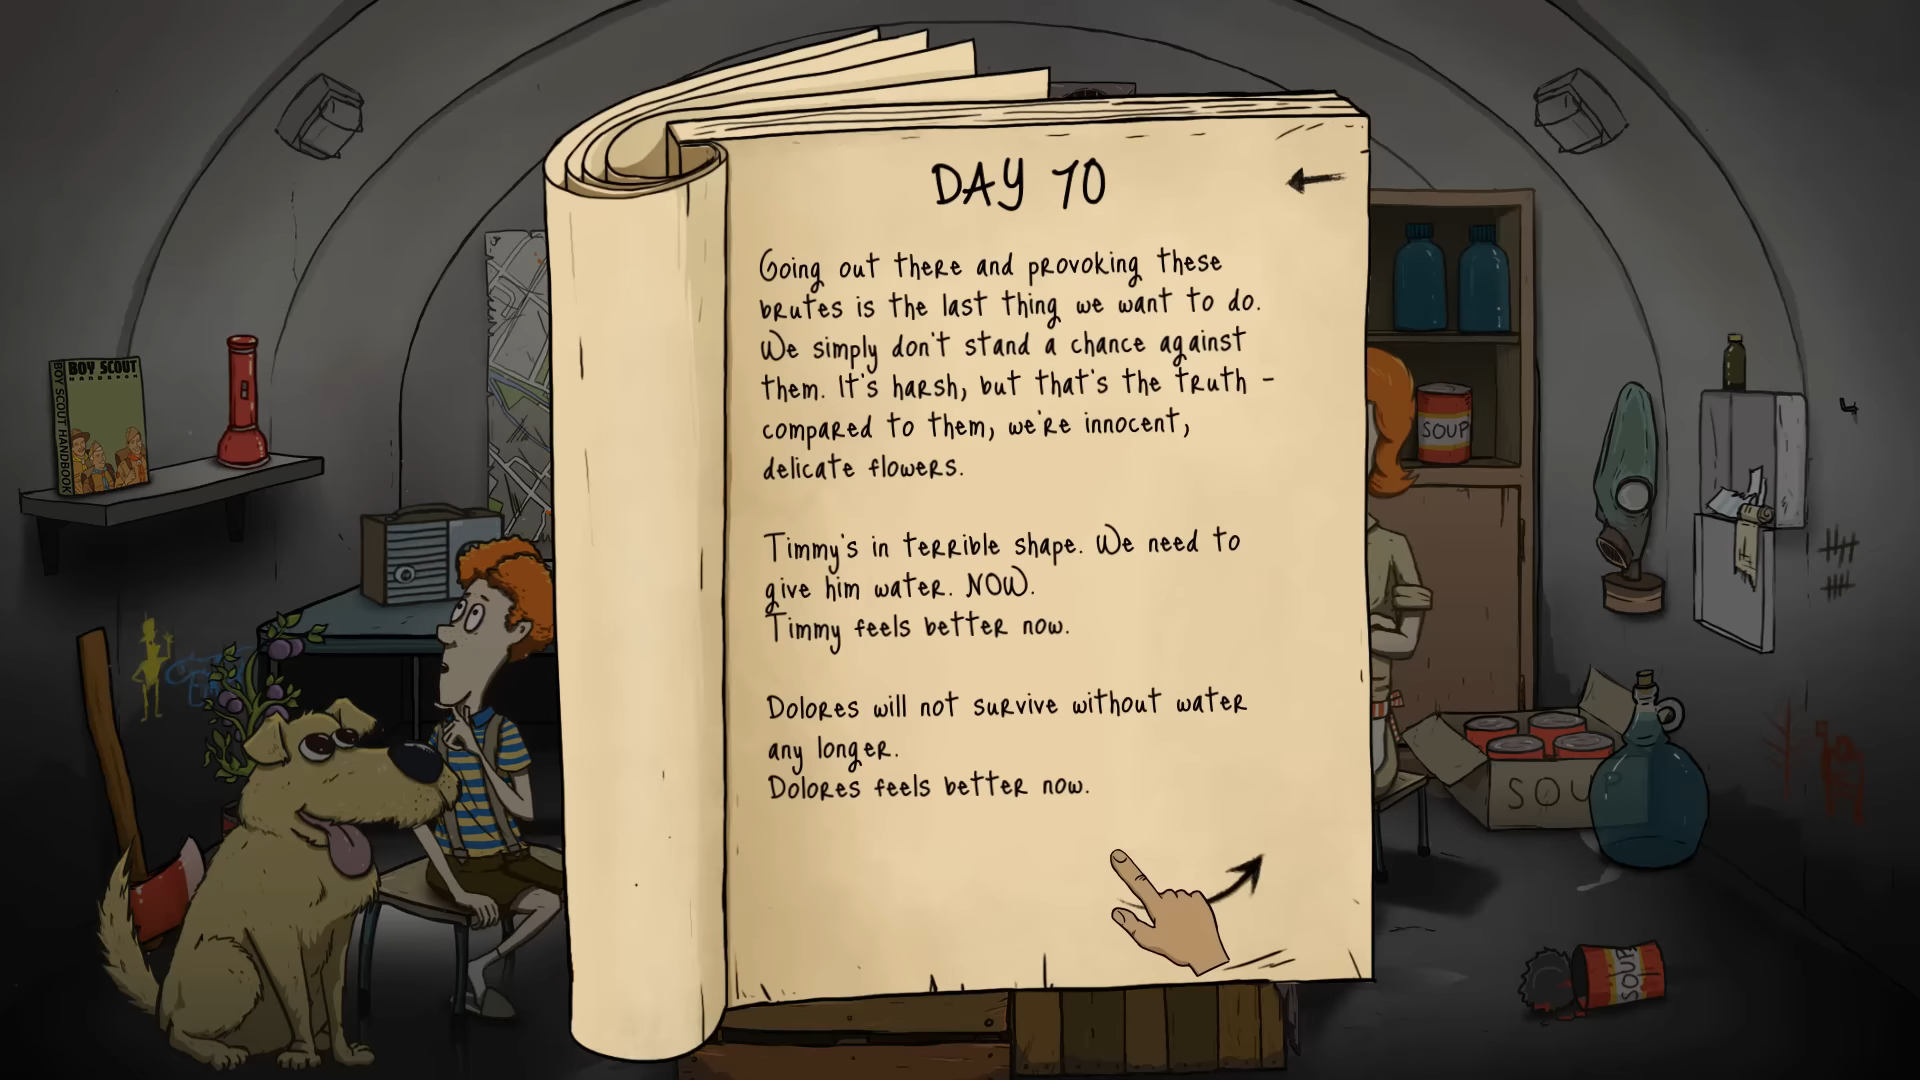 DAY 70
Going out there and provoking these
brutes is the last thing we want to do.
We simply don't stand a chance against
them. It's harsh, but that's the truth -
compared to them, we're innocent,
delicate flowers.
Timmy's in terrible shape. We need to
give him water. NOW.
Timmy feels better now.
Dolores will not survive without water
any longer.
Dolores feels better now.
BOY SCOUT
HANDBOOK
BOY SCOUT HANDBOOK
SOUP
SOU
SOUP